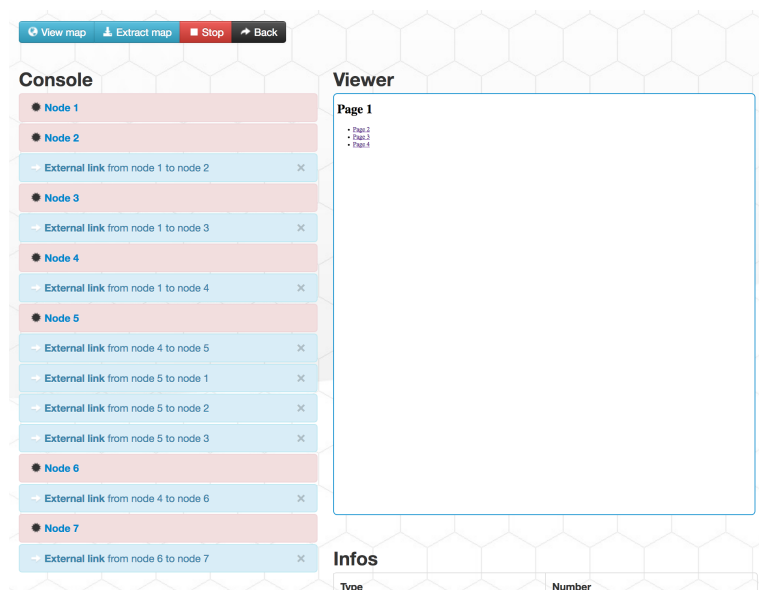 View map
Extract map
Stop
Back
Console
Node 1
Node 2
External link from node 1 to node 2
Node 3
External link from node 1 to node 3
Node 4
External link from node 1 to node 4
Node 5
External link from node 4 to node 5
External link from node 5 to node 1
External link from node 5 to node 2
External link from node 5 to node 3
Node 6
External link from node 4 to node 6
Node 7
External link from node 6 to node 7
Viewer
Page 1
Page 2
Page 3
Page 4
Infos
Type
Number